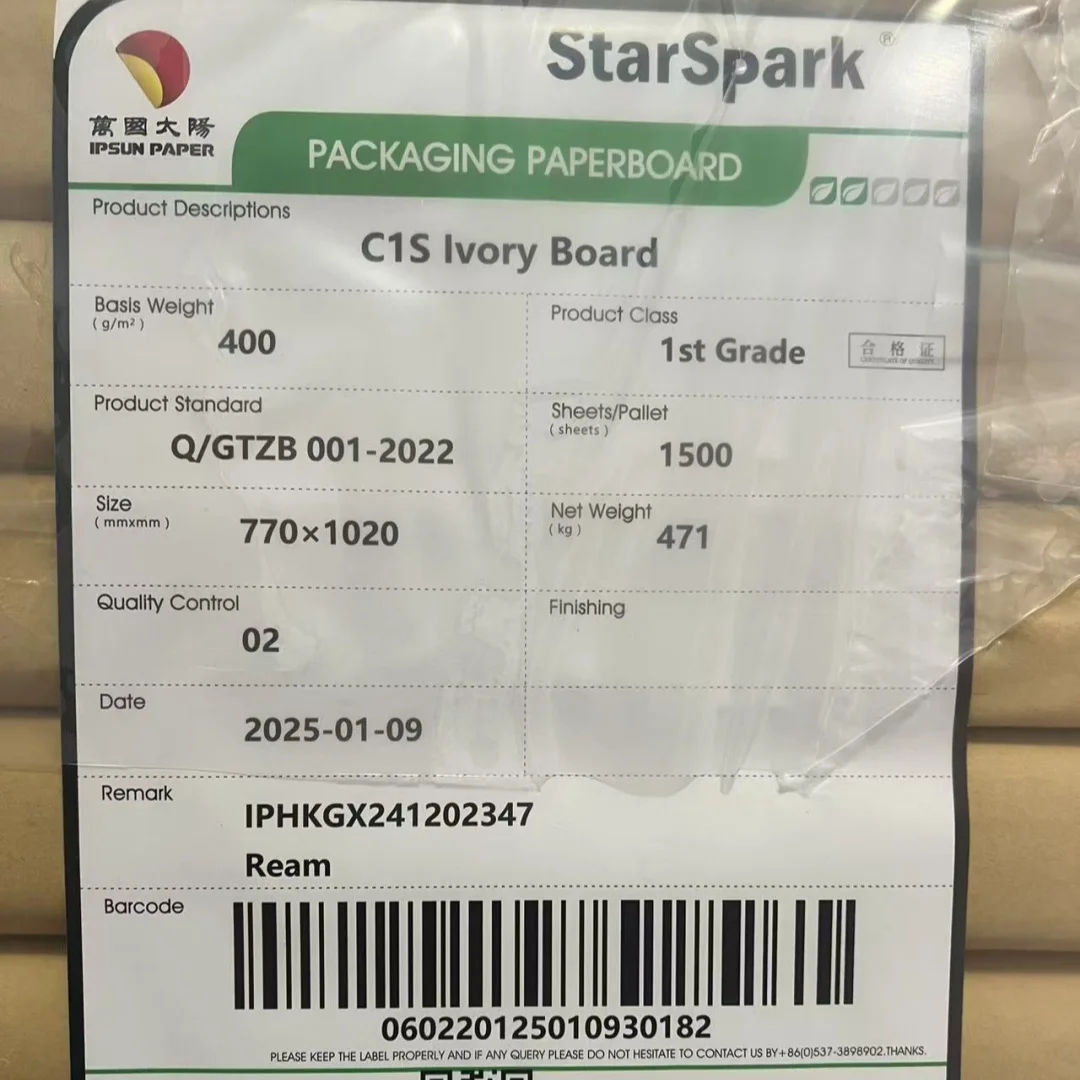 StarSpark ®
萬國太陽
IPSUN PAPER
PACKAGING PAPERBOARD
Product Descriptions
C1S Ivory Board
Basis Weight
( g/m² )
400
Product Class
1st Grade
合格证
Product Standard
Q/GTZB 001-2022
Sheets/Pallet
( sheets )
1500
Size
( mmxmm )
770×1020
Net Weight
( kg )
471
Quality Control
02
Finishing
Date
2025-01-09
Remark
IPHKGX241202347
Ream
Barcode
060220125010930182
PLEASE KEEP THE LABEL PROPERLY AND IF ANY QUERY PLEASE DO NOT HESITATE TO CONTACT US BY+86(0)537-3898902.THANKS.